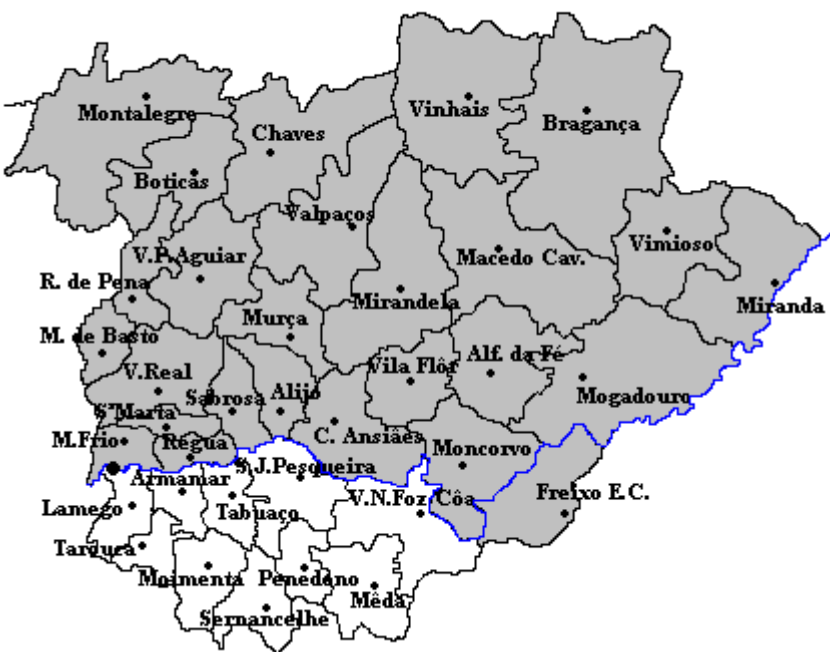 Montalegre
Vinhais
Bragança
Chaves
Boticas
Valpaços
Vimioso
V.P.Aguiar
Macedo Cav.
R. de Pena
Mirandela
Miranda
Murça
M. de Basto
V.Real
Vila Flôr
Alf. da Fé
Sabrosa
Alijó
Mogadouro
Sª Marta
M.Frio
Régua
C. Ansiães
Moncorvo
S.J.Pesqueira
Armamar
V.N.Foz Côa
Freixo E.C.
Lamego
Tabuaço
Tarouca
Moimenta
Penedono
Mêda
Sernancelhe